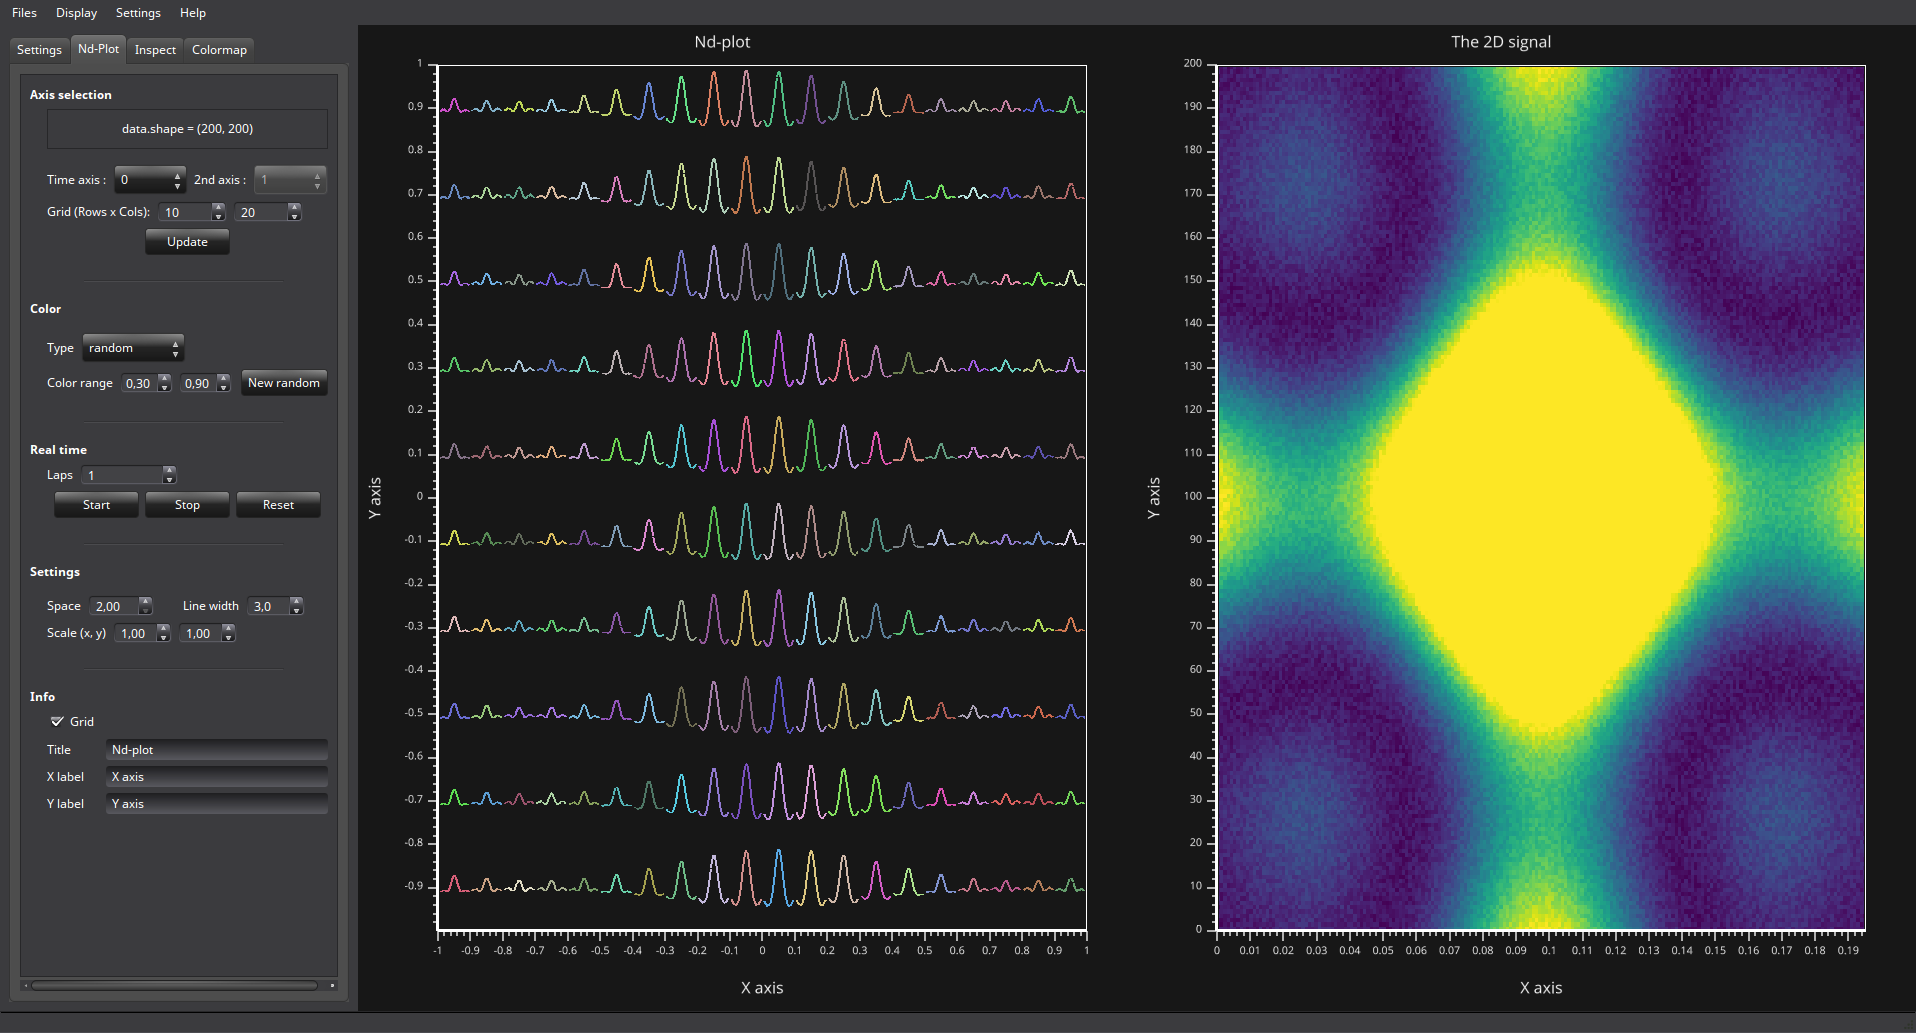 Files Display Settings Help
Settings Nd-Plot Inspect Colormap
Axis selection
data.shape = (200, 200)
Time axis : 0 2nd axis : 1
Grid (Rows x Cols): 10 20
Update
Color
Type random
Color range 0,30 0,90 New random
Real time
Laps 1
Start Stop Reset
Settings
Space 2,00 Line width 3,0
Scale (x, y) 1,00 1,00
Info
Grid
Title Nd-plot
X label X axis
Y label Y axis
Nd-plot
1
0.9
0.8
0.7
0.6
0.5
0.4
0.3
0.2
0.1
0
-0.1
-0.2
-0.3
-0.4
-0.5
-0.6
-0.7
-0.8
-0.9
Y axis
-1 -0.9 -0.8 -0.7 -0.6 -0.5 -0.4 -0.3 -0.2 -0.1 0 0.1 0.2 0.3 0.4 0.5 0.6 0.7 0.8 0.9 1
X axis
The 2D signal
200
190
180
170
160
150
140
130
120
110
100
90
80
70
60
50
40
30
20
10
0
Y axis
0 0.01 0.02 0.03 0.04 0.05 0.06 0.07 0.08 0.09 0.1 0.11 0.12 0.13 0.14 0.15 0.16 0.17 0.18 0.19
X axis